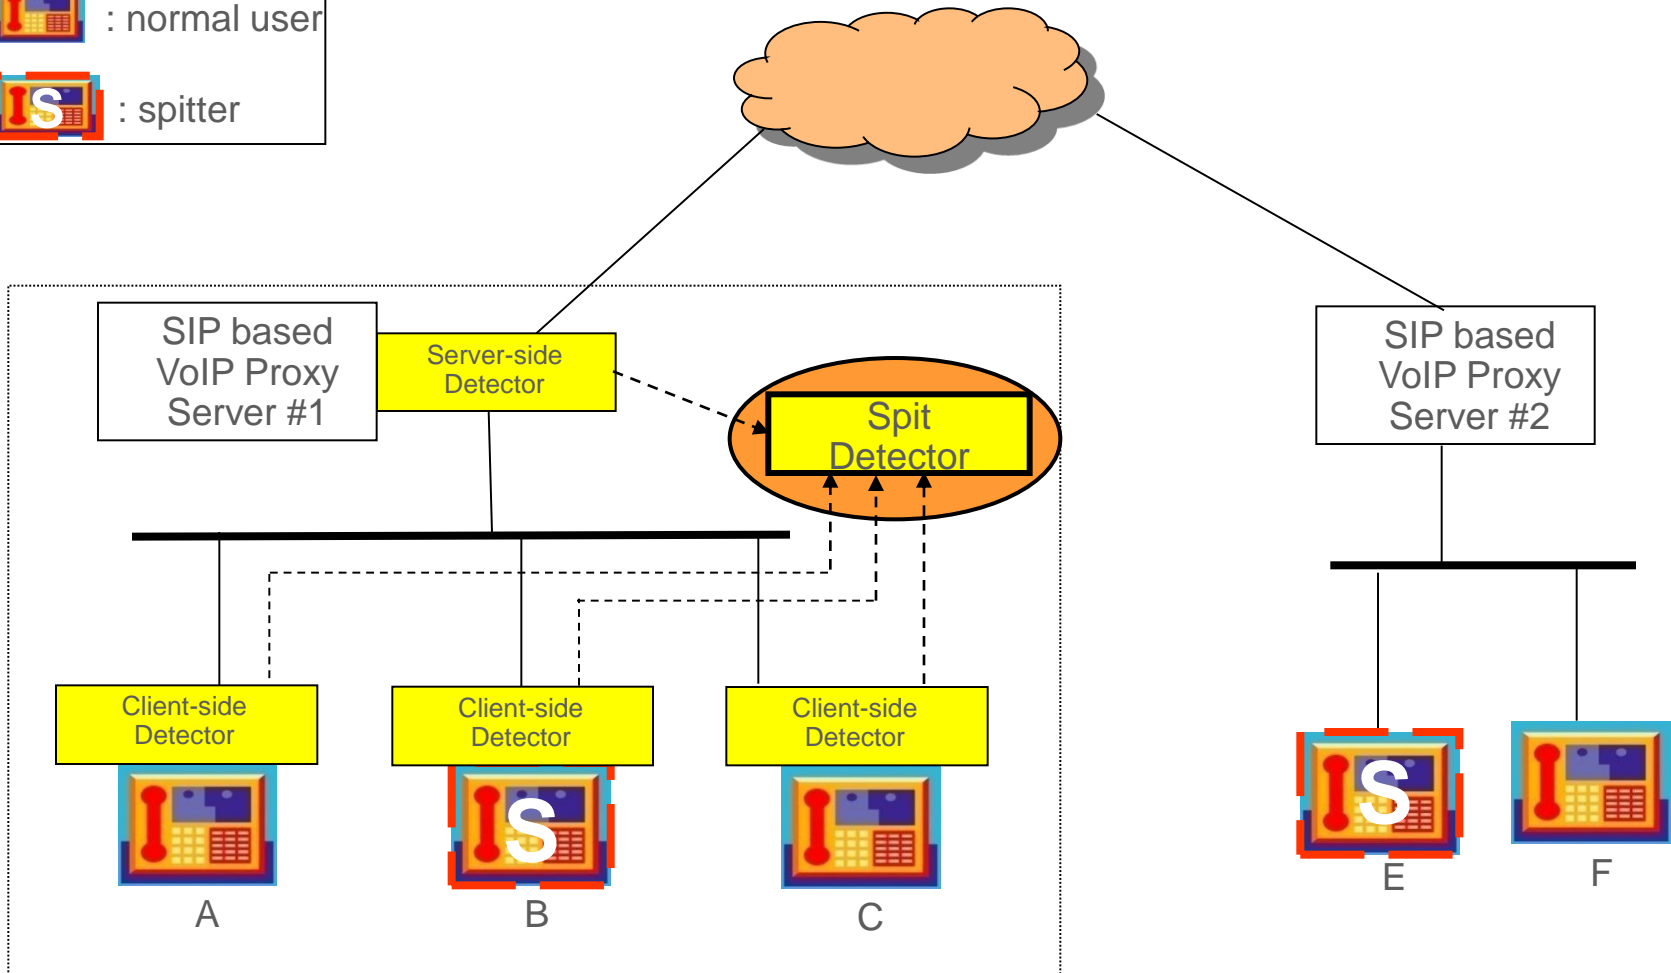 : normal user
S
: spitter
SIP based
VoIP Proxy
Server #1
Server-side
Detector
Spit
Detector
SIP based
VoIP Proxy
Server #2
Client-side
Detector
Client-side
Detector
Client-side
Detector
S
S
A
B
C
E
F